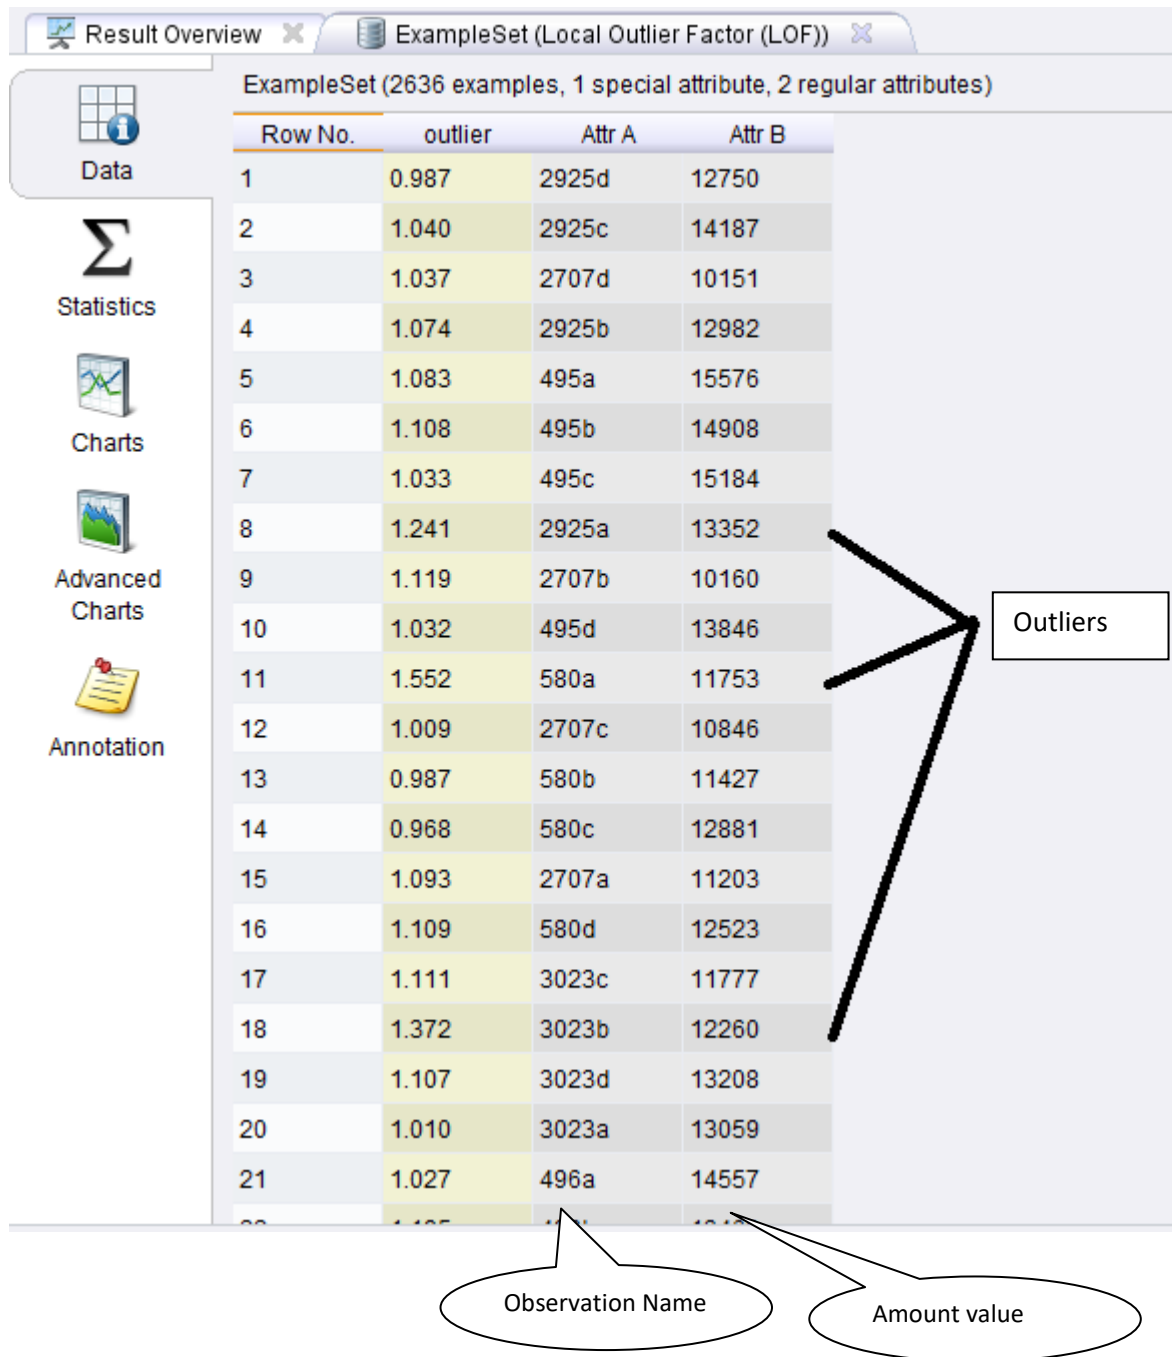 Result Overview ExampleSet (Local Outlier Factor (LOF))
ExampleSet (2636 examples, 1 special attribute, 2 regular attributes)
Data
Statistics
Charts
Advanced
Charts
Annotation
Row No. outlier Attr A Attr B
1 0.987 2925d 12750
2 1.040 2925c 14187
3 1.037 2707d 10151
4 1.074 2925b 12982
5 1.083 495a 15576
6 1.108 495b 14908
7 1.033 495c 15184
8 1.241 2925a 13352
9 1.119 2707b 10160
10 1.032 495d 13846
11 1.552 580a 11753
12 1.009 2707c 10846
13 0.987 580b 11427
14 0.968 580c 12881
15 1.093 2707a 11203
16 1.109 580d 12523
17 1.111 3023c 11777
18 1.372 3023b 12260
19 1.107 3023d 13208
20 1.010 3023a 13059
21 1.027 496a 14557
Outliers
Observation Name
Amount value